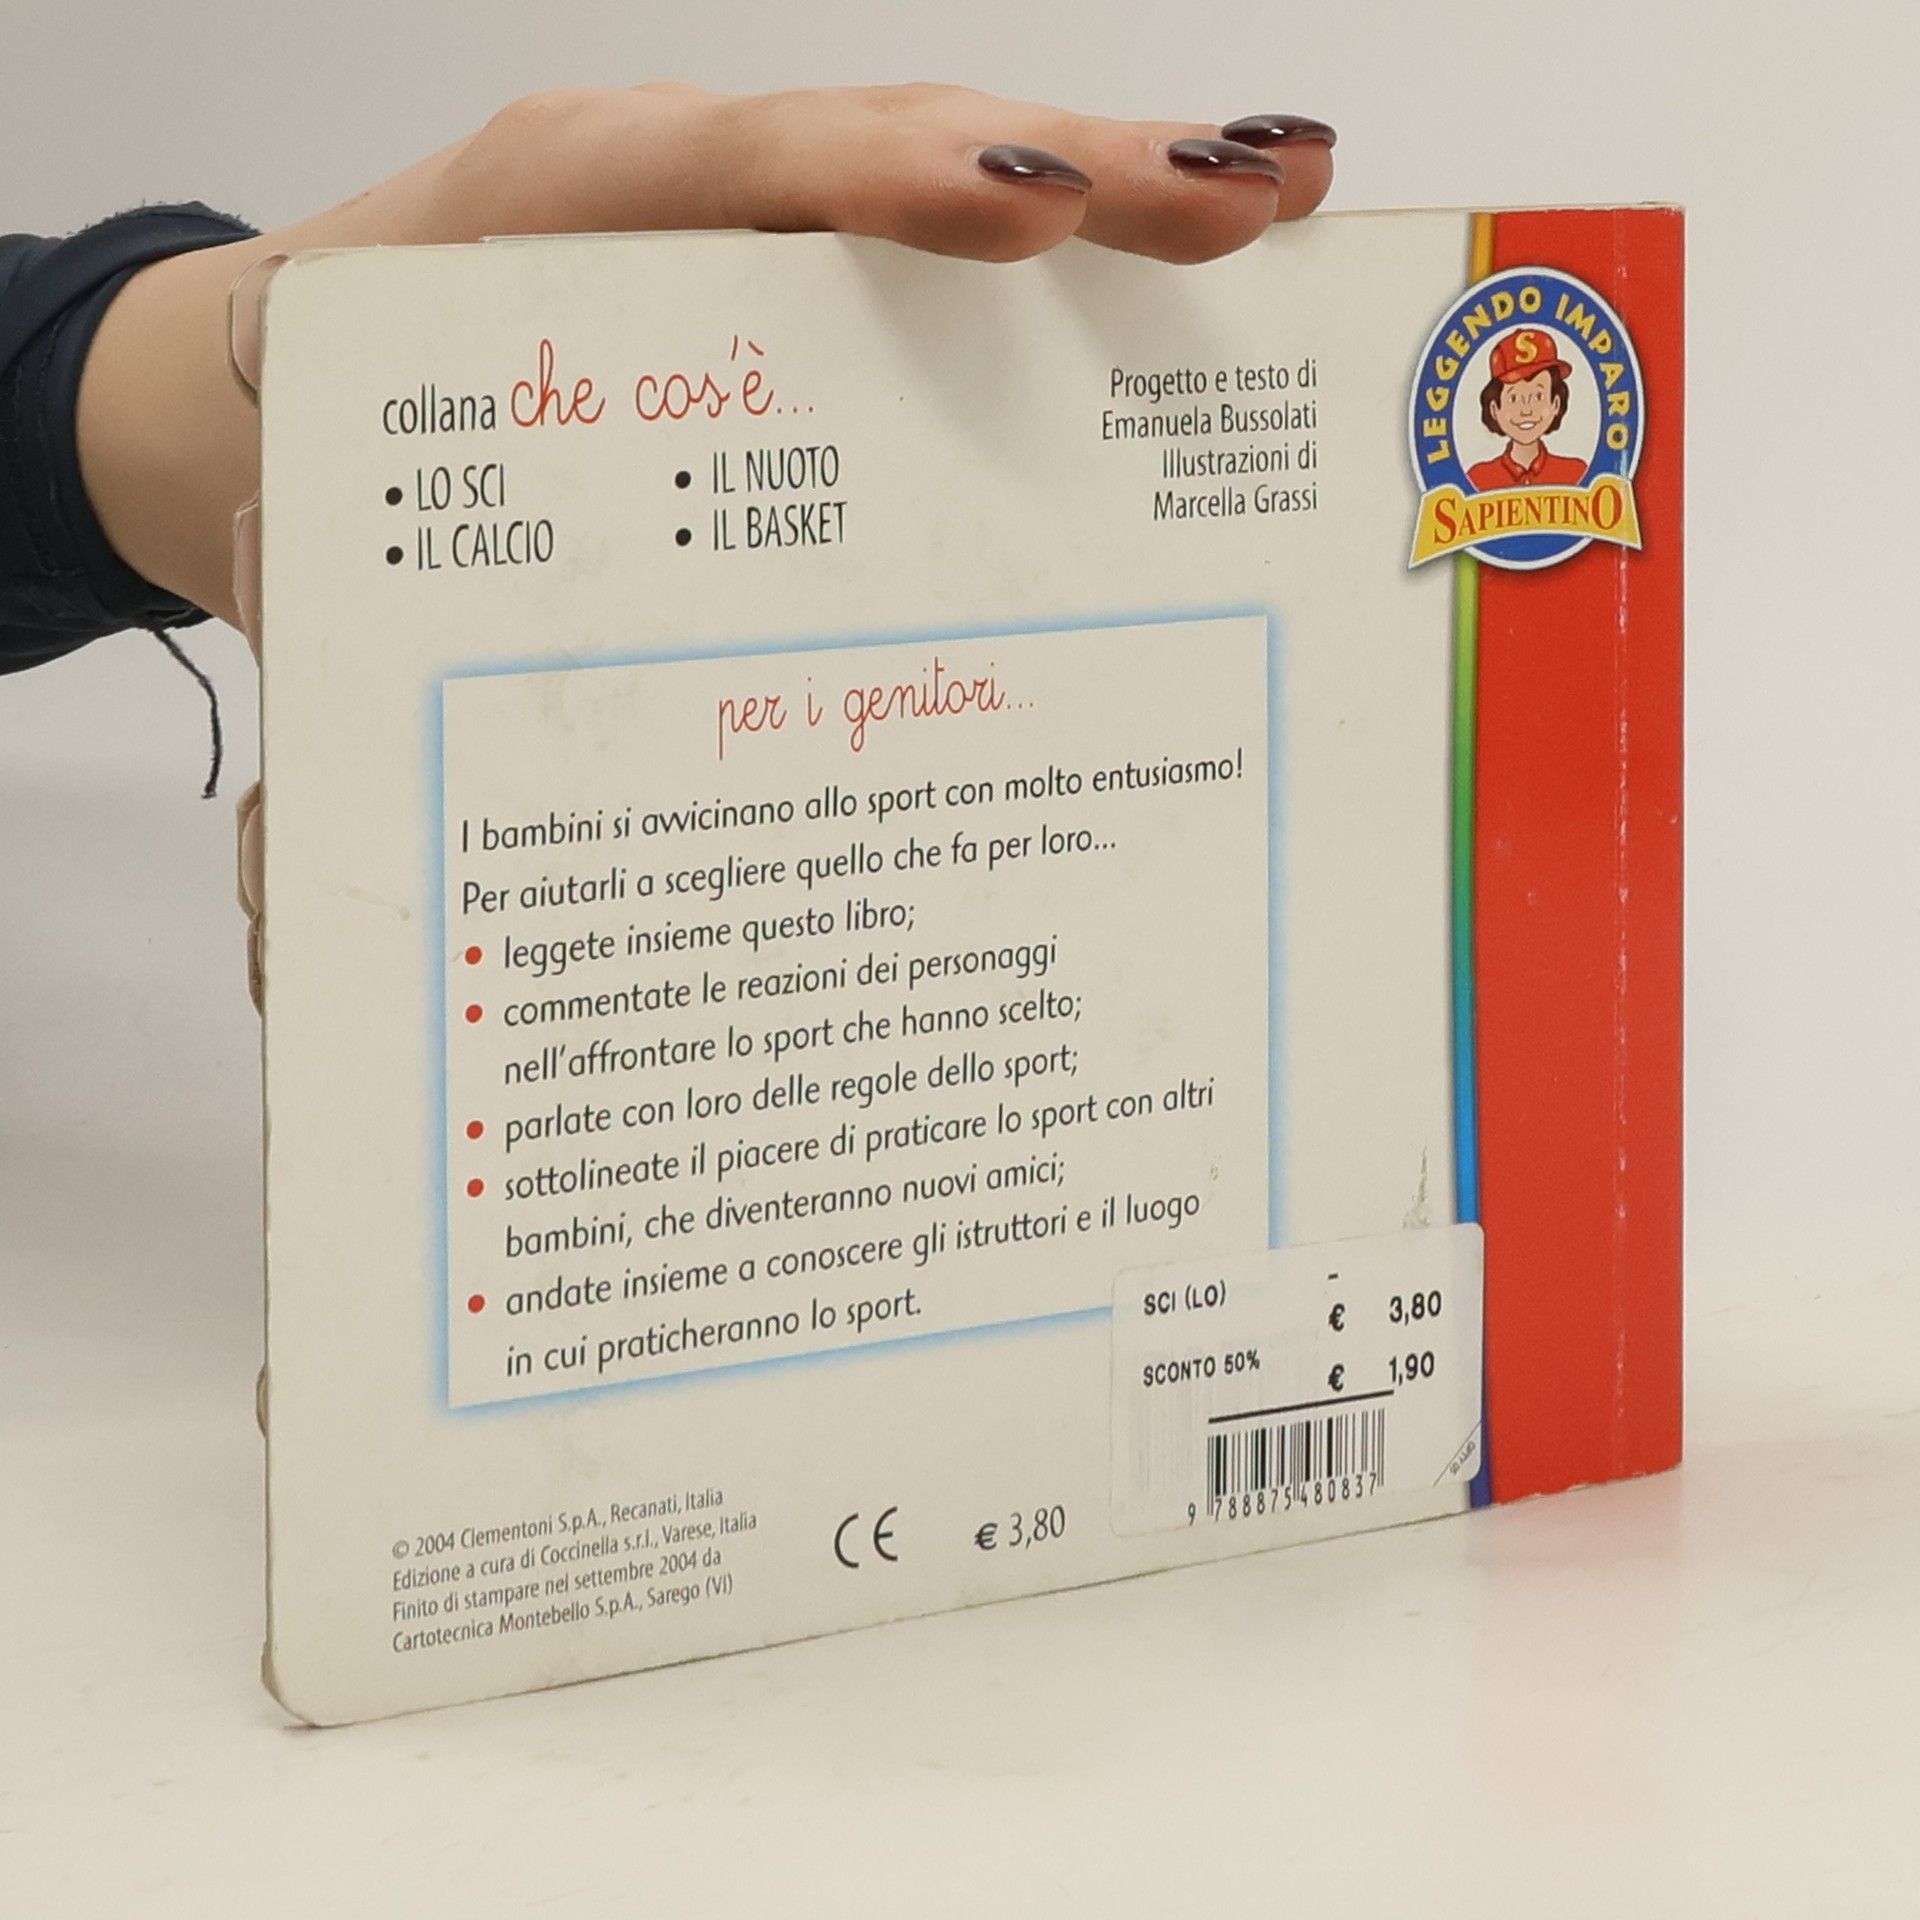 collana che cos'è...
• LO SCI
• IL CALCIO
• IL NUOTO
• IL BASKET
Progetto e testo di
Emanuela Bussolati
Illustrazioni di
Marcella Grassi
LEGGENDO IMPARO
S
SAPIENTINO
per i genitori...
I bambini si avvicinano allo sport con molto entusiasmo!
Per aiutarli a scegliere quello che fa per loro...
• leggete insieme questo libro;
• commentate le reazioni dei personaggi
nell'affrontare lo sport che hanno scelto;
• parlate con loro delle regole dello sport;
• sottolineate il piacere di praticare lo sport con altri
bambini, che diventeranno nuovi amici;
• andate insieme a conoscere gli istruttori e il luogo
in cui praticheranno lo sport.
SCI (LO) -
€ 3,80
SCONTO 50% € 1,90
9 788875 480837
© 2004 Clementoni S.p.A., Recanati, Italia
Edizione a cura di Coccinella s.r.l., Varese, Italia
Finito di stampare nel settembre 2004 da
Cartotecnica Montebello S.p.A., Sarego (VI)
CE
€ 3,80